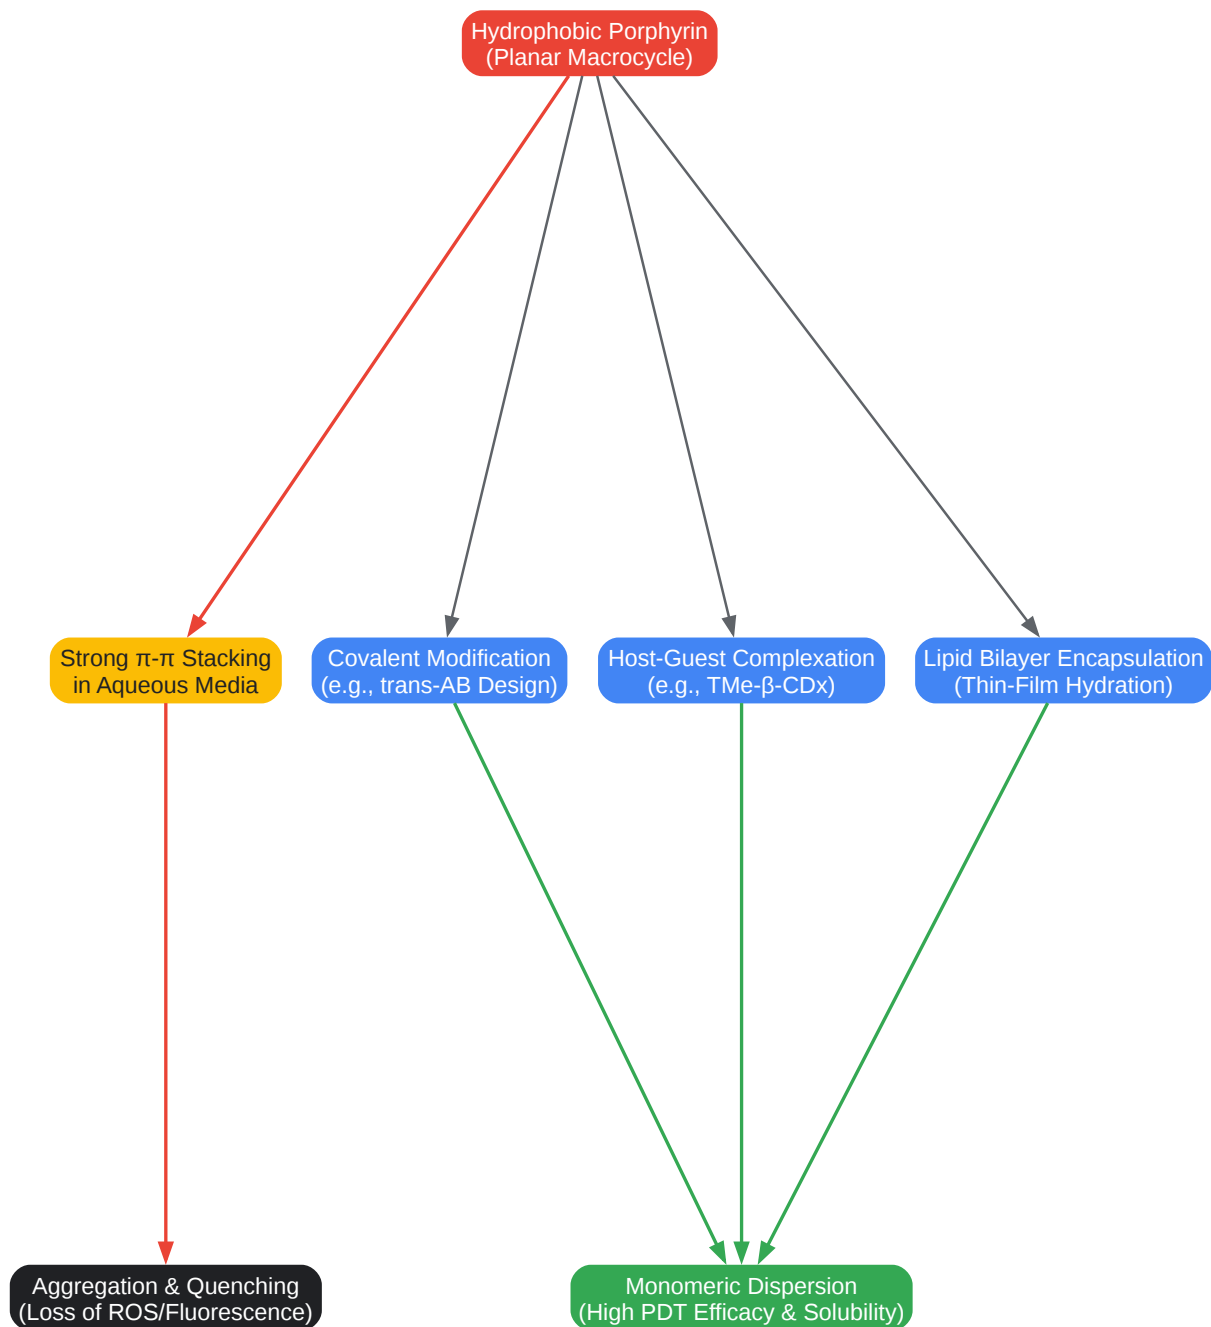 Hydrophobic Porphyrin
(Planar Macrocycle)
Strong π-π Stacking
in Aqueous Media
Covalent Modification
(e.g., trans-AB Design)
Host-Guest Complexation
(e.g., TMe-β-CDx)
Lipid Bilayer Encapsulation
(Thin-Film Hydration)
Aggregation & Quenching
(Loss of ROS/Fluorescence)
Monomeric Dispersion
(High PDT Efficacy & Solubility)